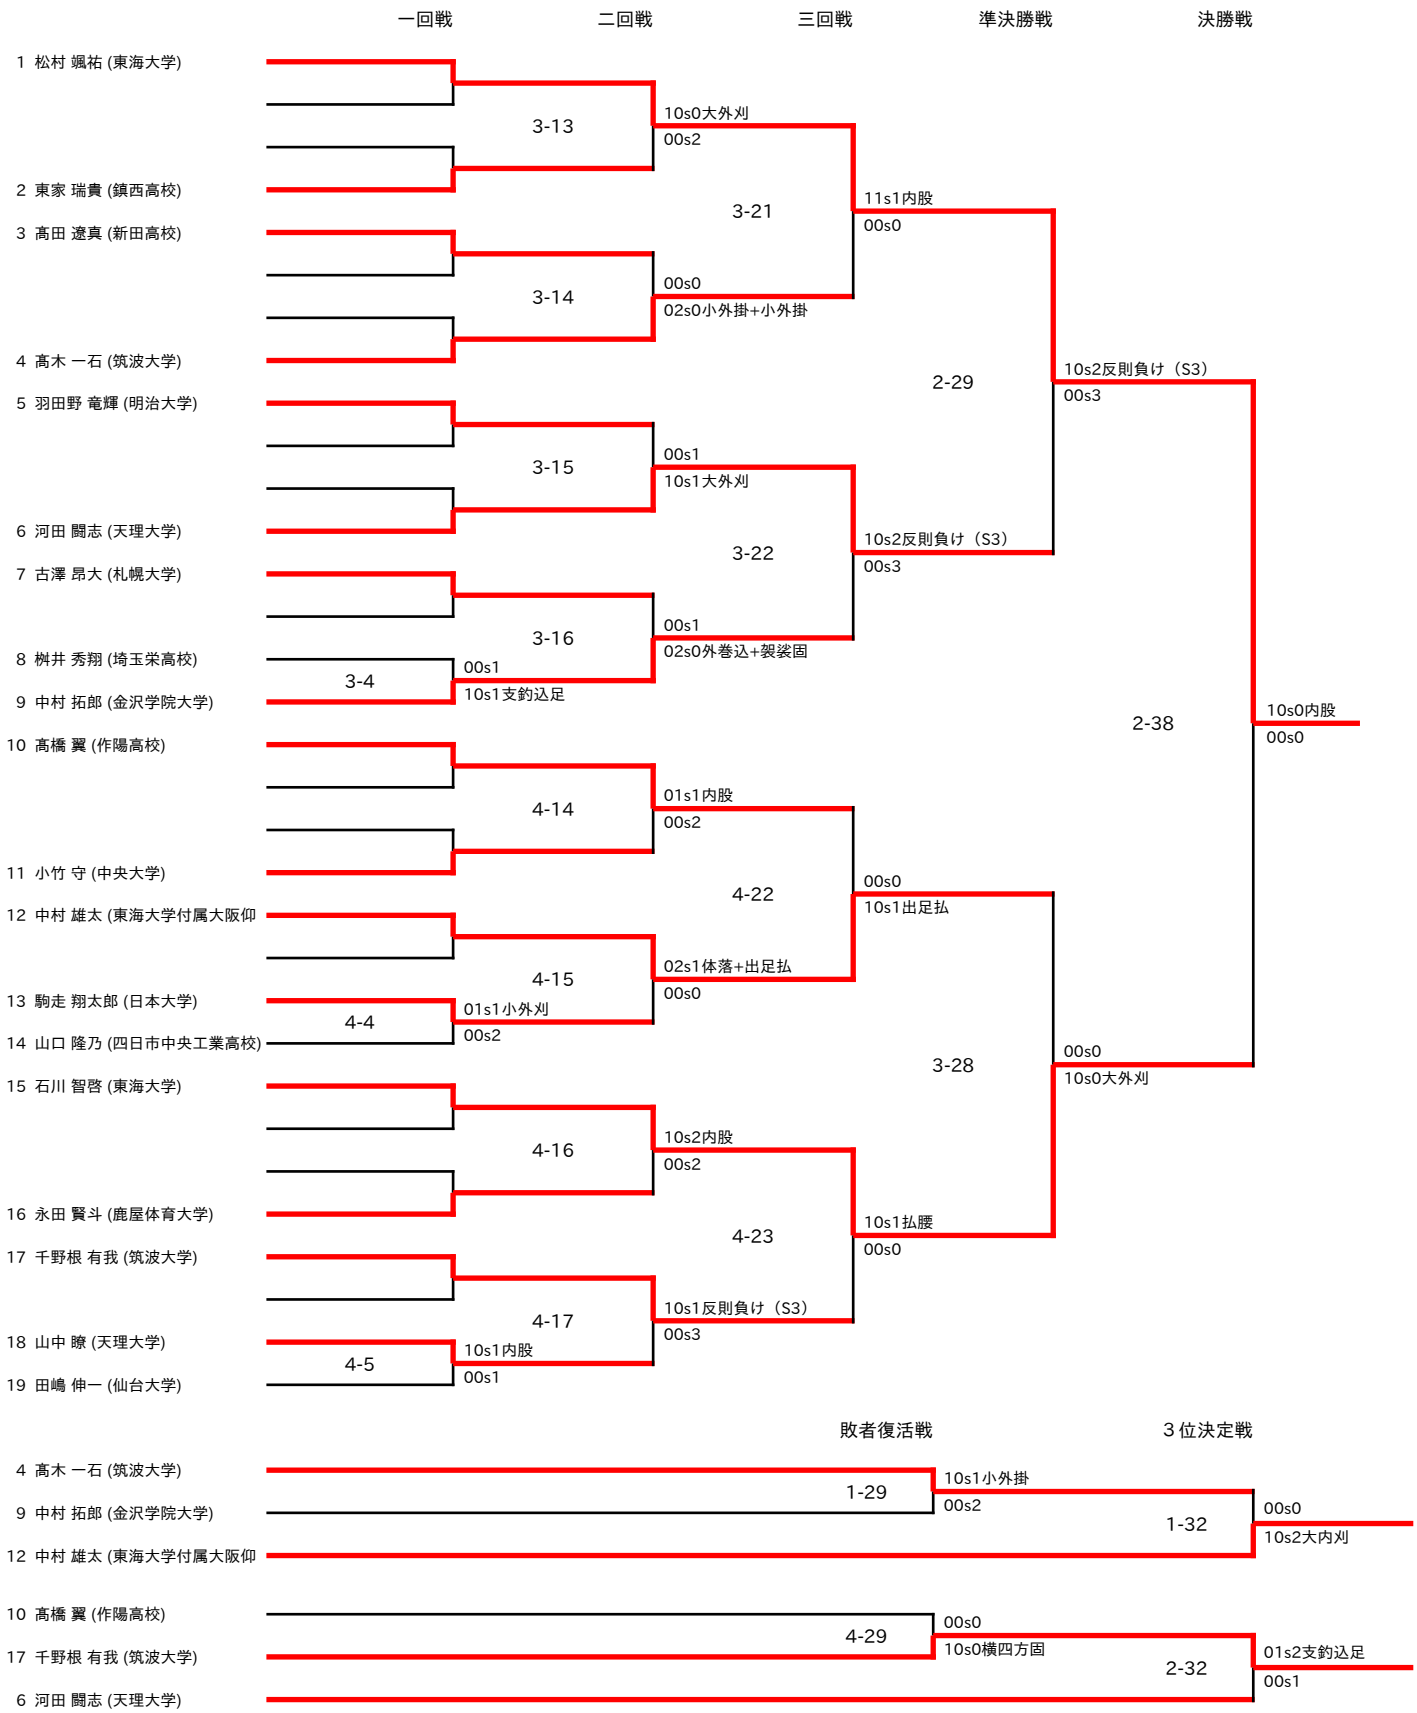 一回戦 二回戦 三回戦 準決勝戦 決勝戦
1 松村 颯祐 (東海大学)
10s0大外刈
3-13
00s2
2 東家 瑞貴 (鎮西高校)
11s1内股
3-21
00s0
3 髙田 遼真 (新田高校)
00s0
3-14
02s0小外掛+小外掛
4 髙木 一石 (筑波大学)
10s2反則負け（S3）
2-29
00s3
5 羽田野 竜輝 (明治大学)
00s1
3-15
10s1大外刈
6 河田 闘志 (天理大学)
10s2反則負け（S3）
3-22
00s3
7 古澤 昂大 (札幌大学)
00s1
3-16
02s0外巻込+袈裟固
8 桝井 秀翔 (埼玉栄高校)
00s1
3-4
10s1支釣込足
9 中村 拓郎 (金沢学院大学)
10s0内股
2-38
00s0
10 髙橋 翼 (作陽高校)
01s1内股
4-14
00s2
11 小竹 守 (中央大学)
00s0
4-22
10s1出足払
12 中村 雄太 (東海大学付属大阪仰
02s1体落+出足払
4-15
00s0
13 駒走 翔太郎 (日本大学)
01s1小外刈
4-4
00s2
14 山口 隆乃 (四日市中央工業高校)
00s0
3-28
10s0大外刈
15 石川 智啓 (東海大学)
10s2内股
4-16
00s2
16 永田 賢斗 (鹿屋体育大学)
10s1払腰
4-23
00s0
17 千野根 有我 (筑波大学)
10s1反則負け（S3）
4-17
00s3
18 山中 瞭 (天理大学)
10s1内股
4-5
00s1
19 田嶋 伸一 (仙台大学)
敗者復活戦 ３位決定戦
4 髙木 一石 (筑波大学)
10s1小外掛
1-29
00s2
9 中村 拓郎 (金沢学院大学)
00s0
1-32
10s2大内刈
12 中村 雄太 (東海大学付属大阪仰
10 髙橋 翼 (作陽高校)
00s0
4-29
10s0横四方固
17 千野根 有我 (筑波大学)
01s2支釣込足
2-32
00s1
6 河田 闘志 (天理大学)